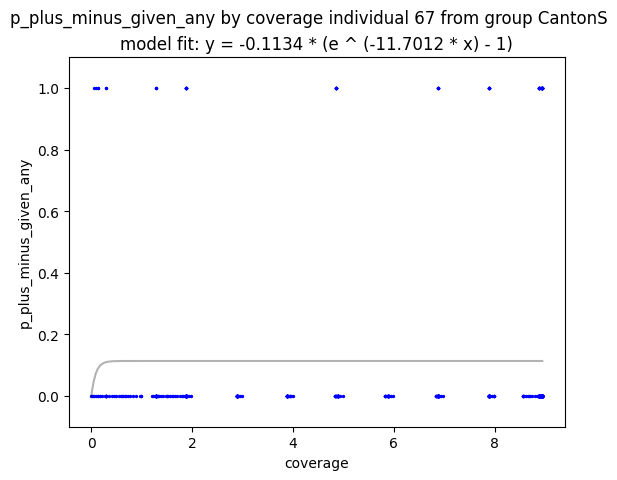 p_plus_minus_given_any by coverage individual 67 from group CantonS
model fit: y = -0.1134 * (e ^ (-11.7012 * x) - 1)
1.0
0.8
0.6
0.4
0.2
0.0
p_plus_minus_given_any
0 2 4 6 8
coverage